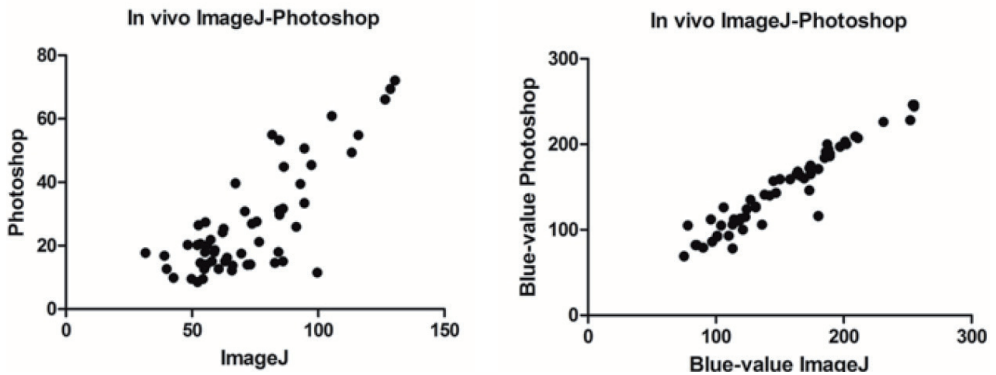 In vivo ImageJ-Photoshop
Photoshop
80
60
40
20
0
0 50 100 150
ImageJ
In vivo ImageJ-Photoshop
Blue-value Photoshop
300
200
100
0
0 100 200 300
Blue-value ImageJ